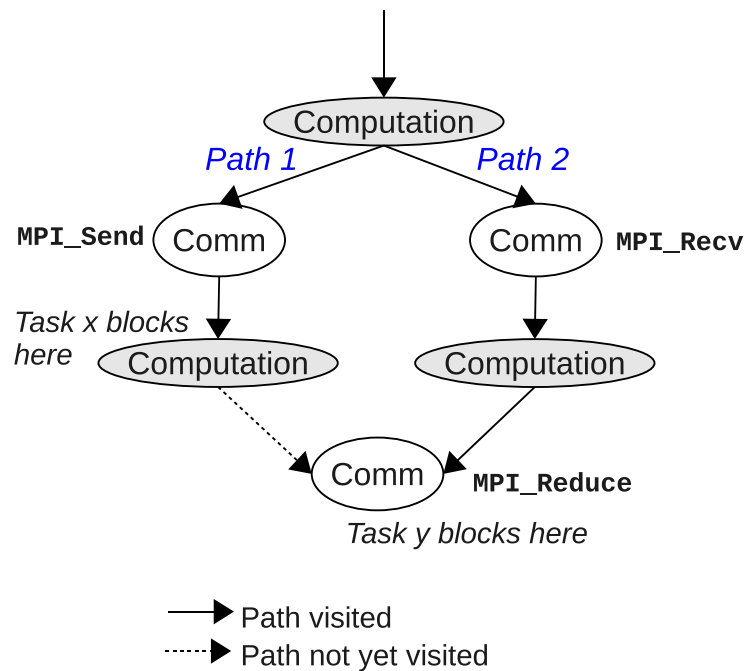 Computation
Path 1
Path 2
MPI_Send
Comm
Comm
MPI_Recv
Task x blocks
here
Computation
Computation
Comm
MPI_Reduce
Task y blocks here
Path visited
Path not yet visited